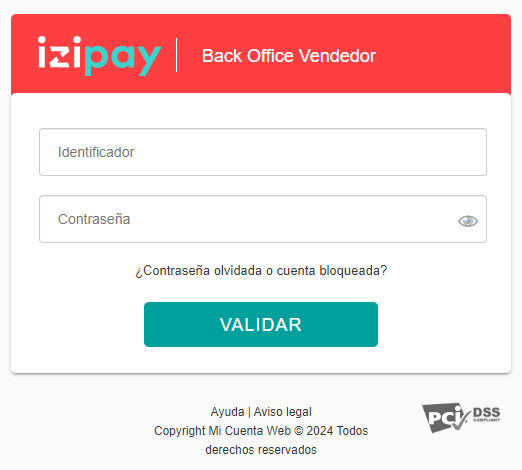 izipay
Back Office Vendedor
Identificador
Contraseña
¿Contraseña olvidada o cuenta bloqueada?
VALIDAR
Ayuda | Aviso legal
Copyright Mi Cuenta Web © 2024 Todos
derechos reservados
PCI DSS
COMPLIANT